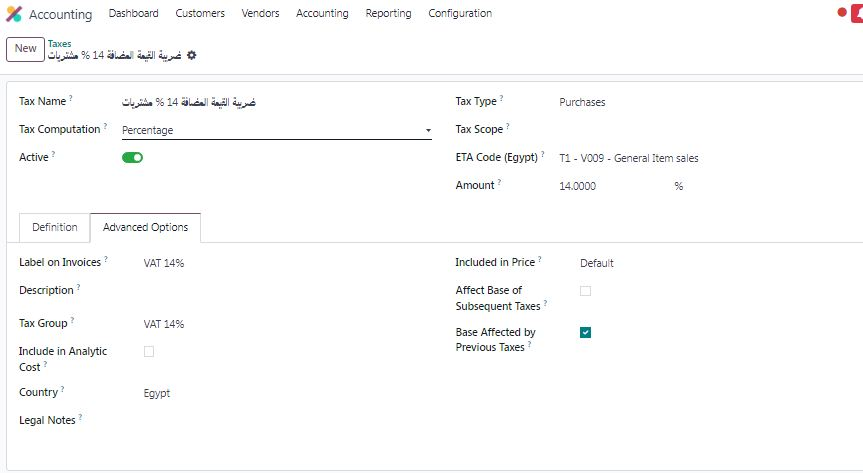 Accounting Dashboard Customers Vendors Accounting Reporting Configuration
New
Taxes
ضريبة القيمة المضافة 14 % مشتريات
Tax Name ? ضريبة القيمة المضافة 14 % مشتريات
Tax Type ? Purchases
Tax Computation ? Percentage
Tax Scope ?
Active ?
ETA Code (Egypt) ? T1 - V009 - General Item sales
Amount ? 14.0000 %
Definition Advanced Options
Label on Invoices ? VAT 14%
Included in Price ? Default
Description ?
Affect Base of
Subsequent Taxes ?
Tax Group ? VAT 14%
Base Affected by
Previous Taxes ?
Include in Analytic
Cost ?
Country ? Egypt
Legal Notes ?